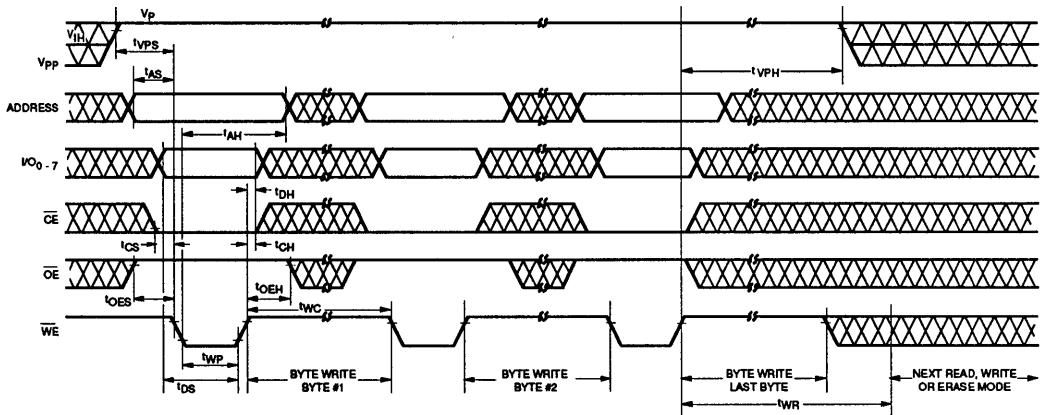 VP
VIH
VPP
tVPS
tVPH
tAS
ADDRESS
tAH
I/O0 - 7
tDH
CE
tCS
tCH
OE
tOES
tOEH
tWC
WE
tWP
tDS
BYTE WRITE
BYTE #1
BYTE WRITE
BYTE #2
BYTE WRITE
LAST BYTE
NEXT READ, WRITE
OR ERASE MODE
tWR